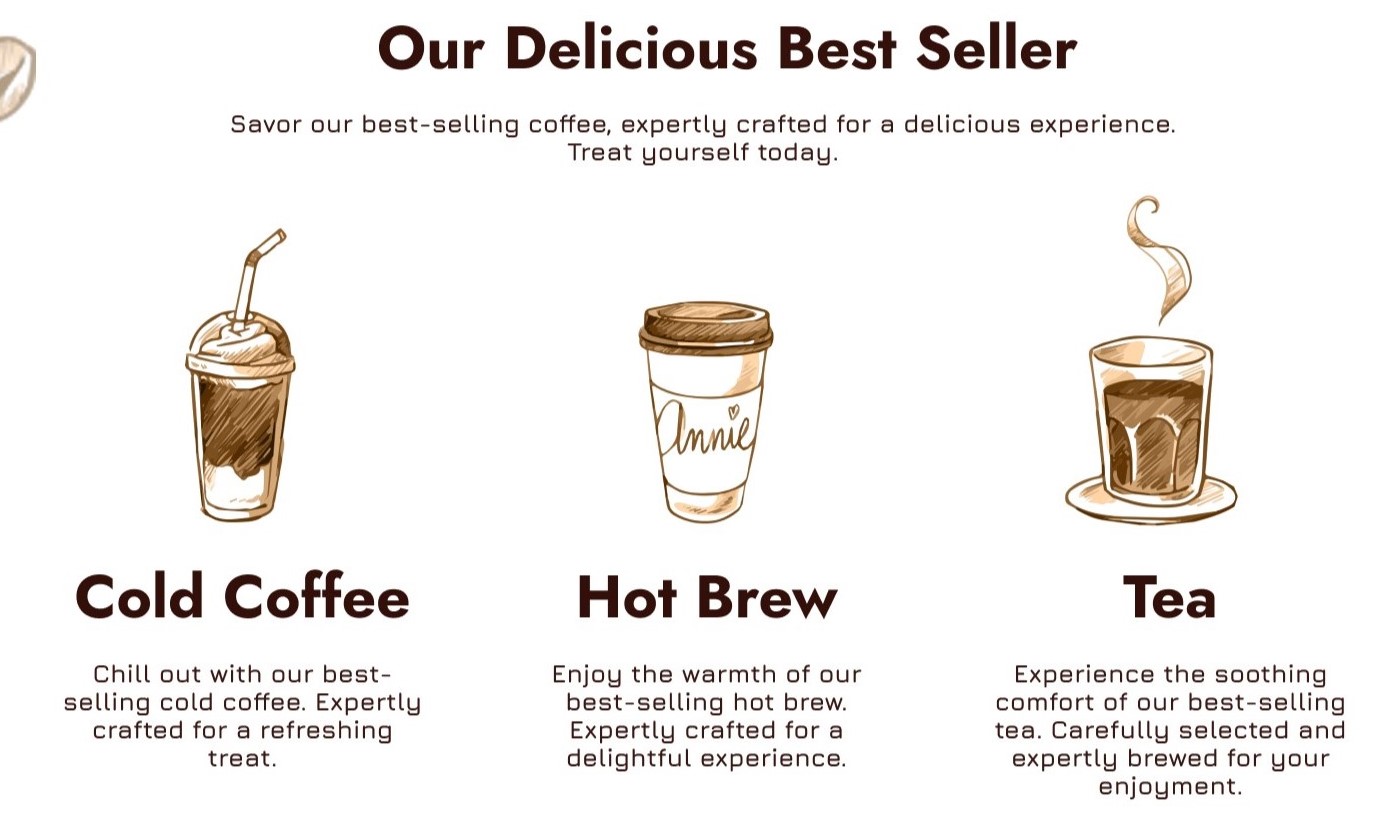 Our Delicious Best Seller
Savor our best-selling coffee, expertly crafted for a delicious experience.
Treat yourself today.
Annie
Cold Coffee
Chill out with our best-
selling cold coffee. Expertly
crafted for a refreshing
treat.
Hot Brew
Enjoy the warmth of our
best-selling hot brew.
Expertly crafted for a
delightful experience.
Tea
Experience the soothing
comfort of our best-selling
tea. Carefully selected and
expertly brewed for your
enjoyment.